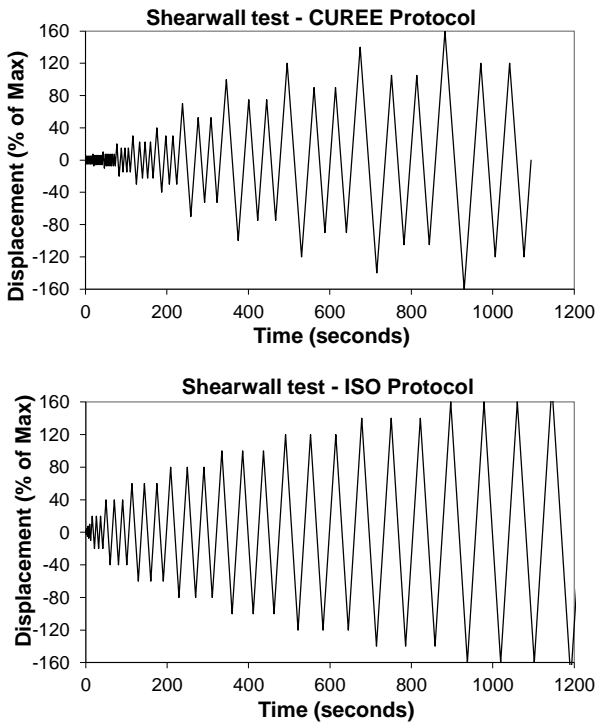 Shearwall test - CUREE Protocol
Displacement (% of Max)
160
120
80
40
0
-40
-80
-120
-160
0 200 400 600 800 1000 1200
Time (seconds)
Shearwall test - ISO Protocol
Displacement (% of Max)
160
120
80
40
0
-40
-80
-120
-160
0 200 400 600 800 1000 1200
Time (seconds)